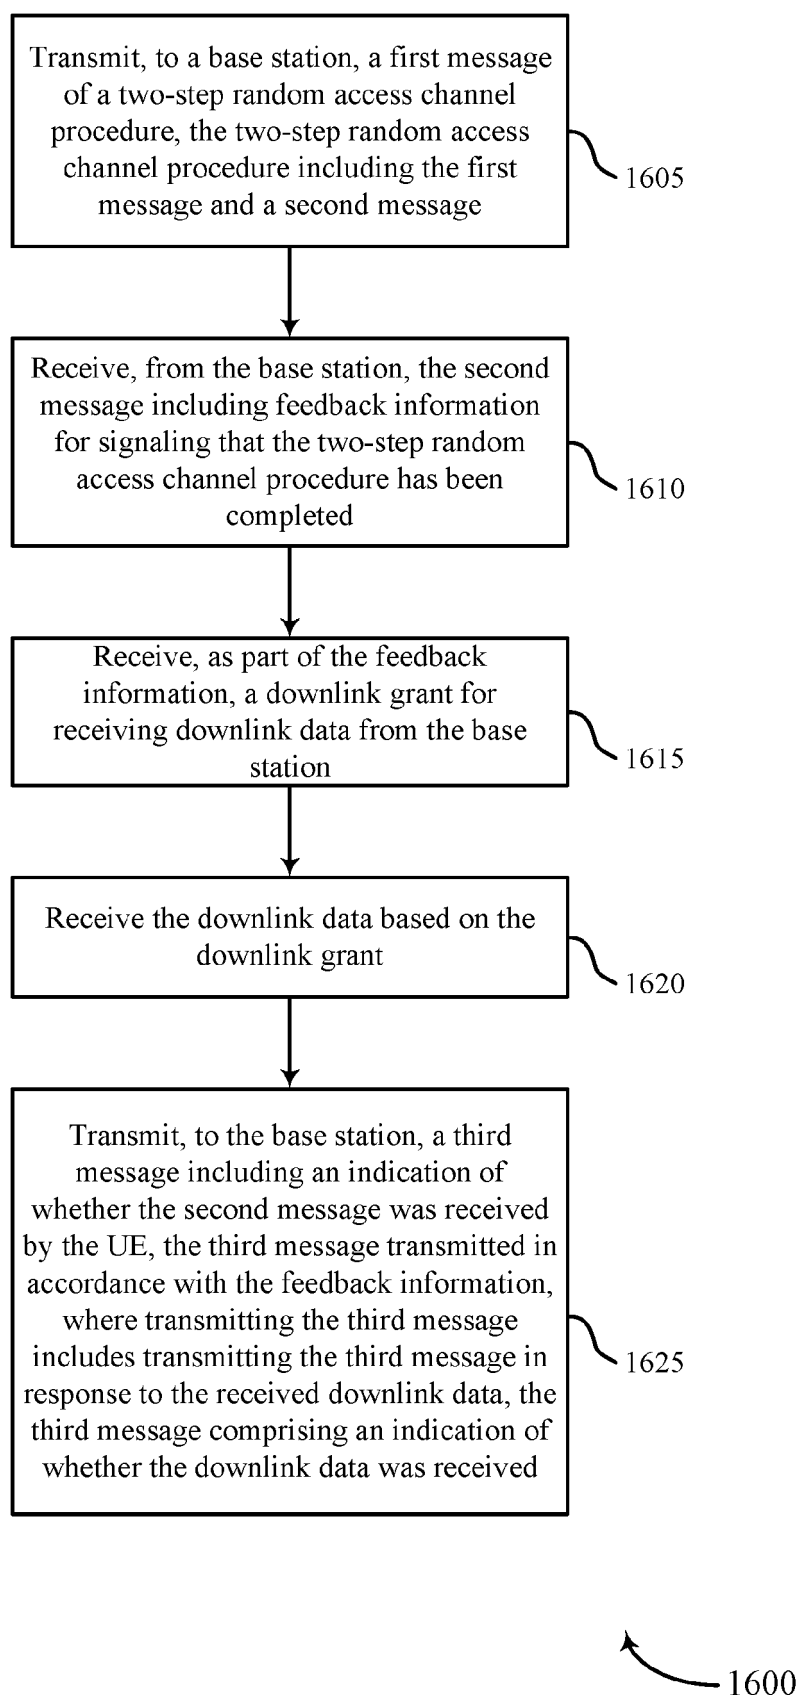 Transmit, to a base station, a first message
of a two-step random access channel
procedure, the two-step random access
channel procedure including the first
message and a second message
1605
Receive, from the base station, the second
message including feedback information
for signaling that the two-step random
access channel procedure has been
completed
1610
Receive, as part of the feedback
information, a downlink grant for
receiving downlink data from the base
station
1615
Receive the downlink data based on the
downlink grant
1620
Transmit, to the base station, a third
message including an indication of
whether the second message was received
by the UE, the third message transmitted in
accordance with the feedback information,
where transmitting the third message
includes transmitting the third message in
response to the received downlink data, the
third message comprising an indication of
whether the downlink data was received
1625
1600